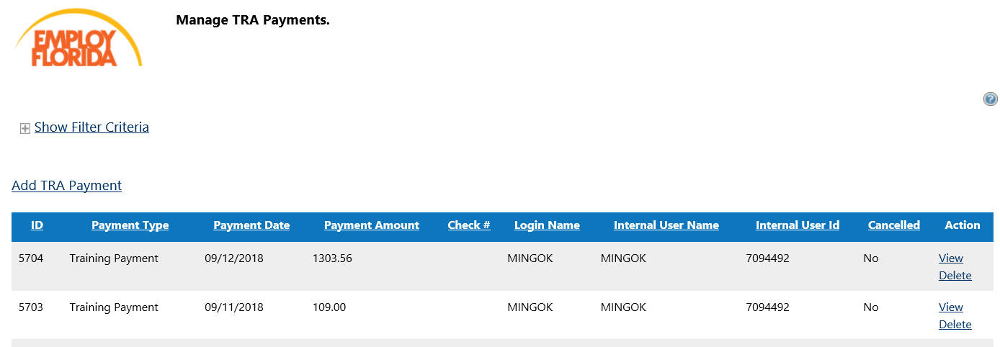 EMPLOY
FLORIDA
Manage TRA Payments.
?
Show Filter Criteria
Add TRA Payment
ID Payment Type Payment Date Payment Amount Check # Login Name Internal User Name Internal User Id Cancelled Action
5704 Training Payment 09/12/2018 1303.56 MINGOK MINGOK 7094492 No View
Delete
5703 Training Payment 09/11/2018 109.00 MINGOK MINGOK 7094492 No View
Delete